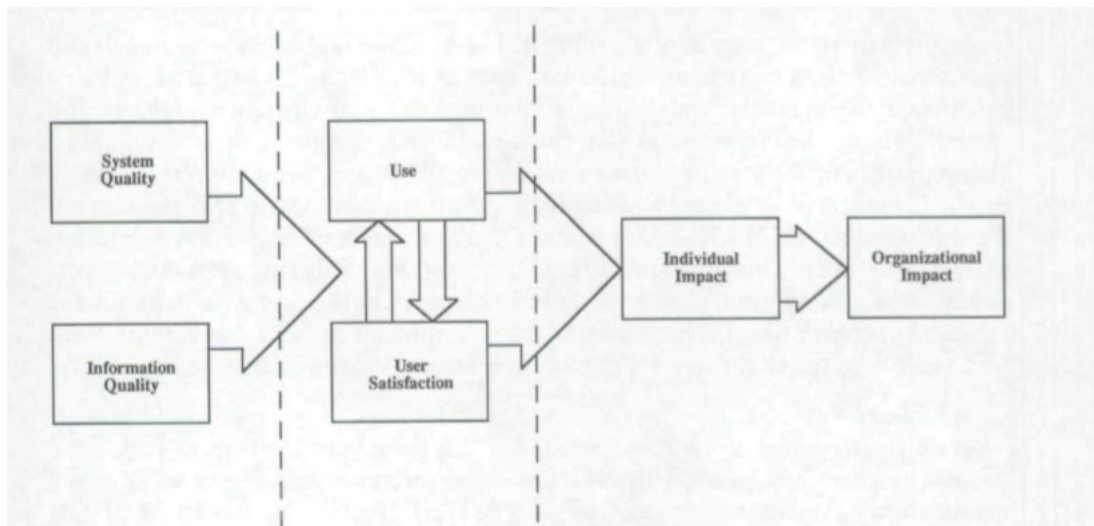 System
Quality
Use
Individual
Impact
Organizational
Impact
Information
Quality
User
Satisfaction